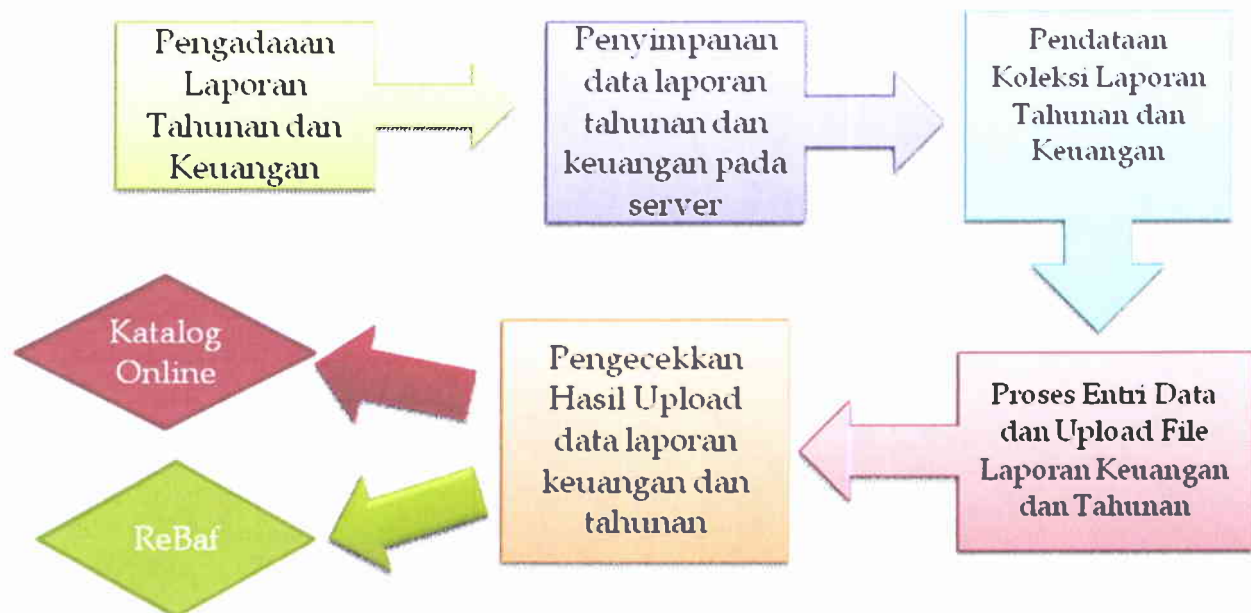 Pengadaaan
Laporan
Tahunan dan
Keuangan
Penyimpanan
data laporan
tahunan dan
keuangan pada
server
Pendataan
Koleksi Laporan
Tahunan dan
Keuangan
Proses Entri Data
dan Upload File
Laporan Keuangan
dan Tahunan
Pengecekkan
Hasil Upload
data laporan
keuangan dan
tahunan
Katalog
Online
ReBaf